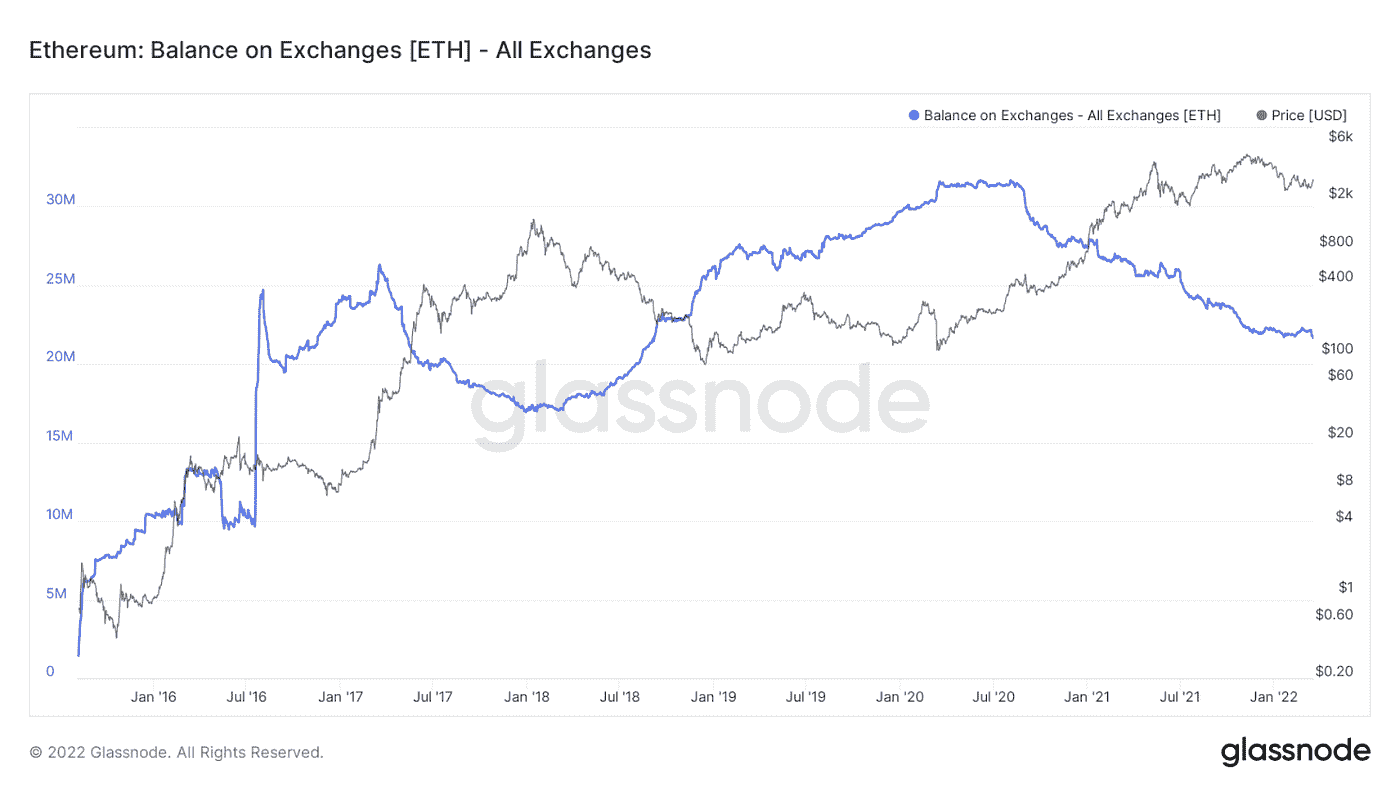 Ethereum: Balance on Exchanges [ETH] - All Exchanges
Balance on Exchanges - All Exchanges [ETH] Price [USD]
$6k
30M $2k
$800
25M $400
20M $100
$60
glassnode
15M $20
$8
10M $4
5M $1
$0.60
0 $0.20
Jan '16 Jul '16 Jan '17 Jul '17 Jan '18 Jul '18 Jan '19 Jul '19 Jan '20 Jul '20 Jan '21 Jul '21 Jan '22
© 2022 Glassnode. All Rights Reserved. glassnode